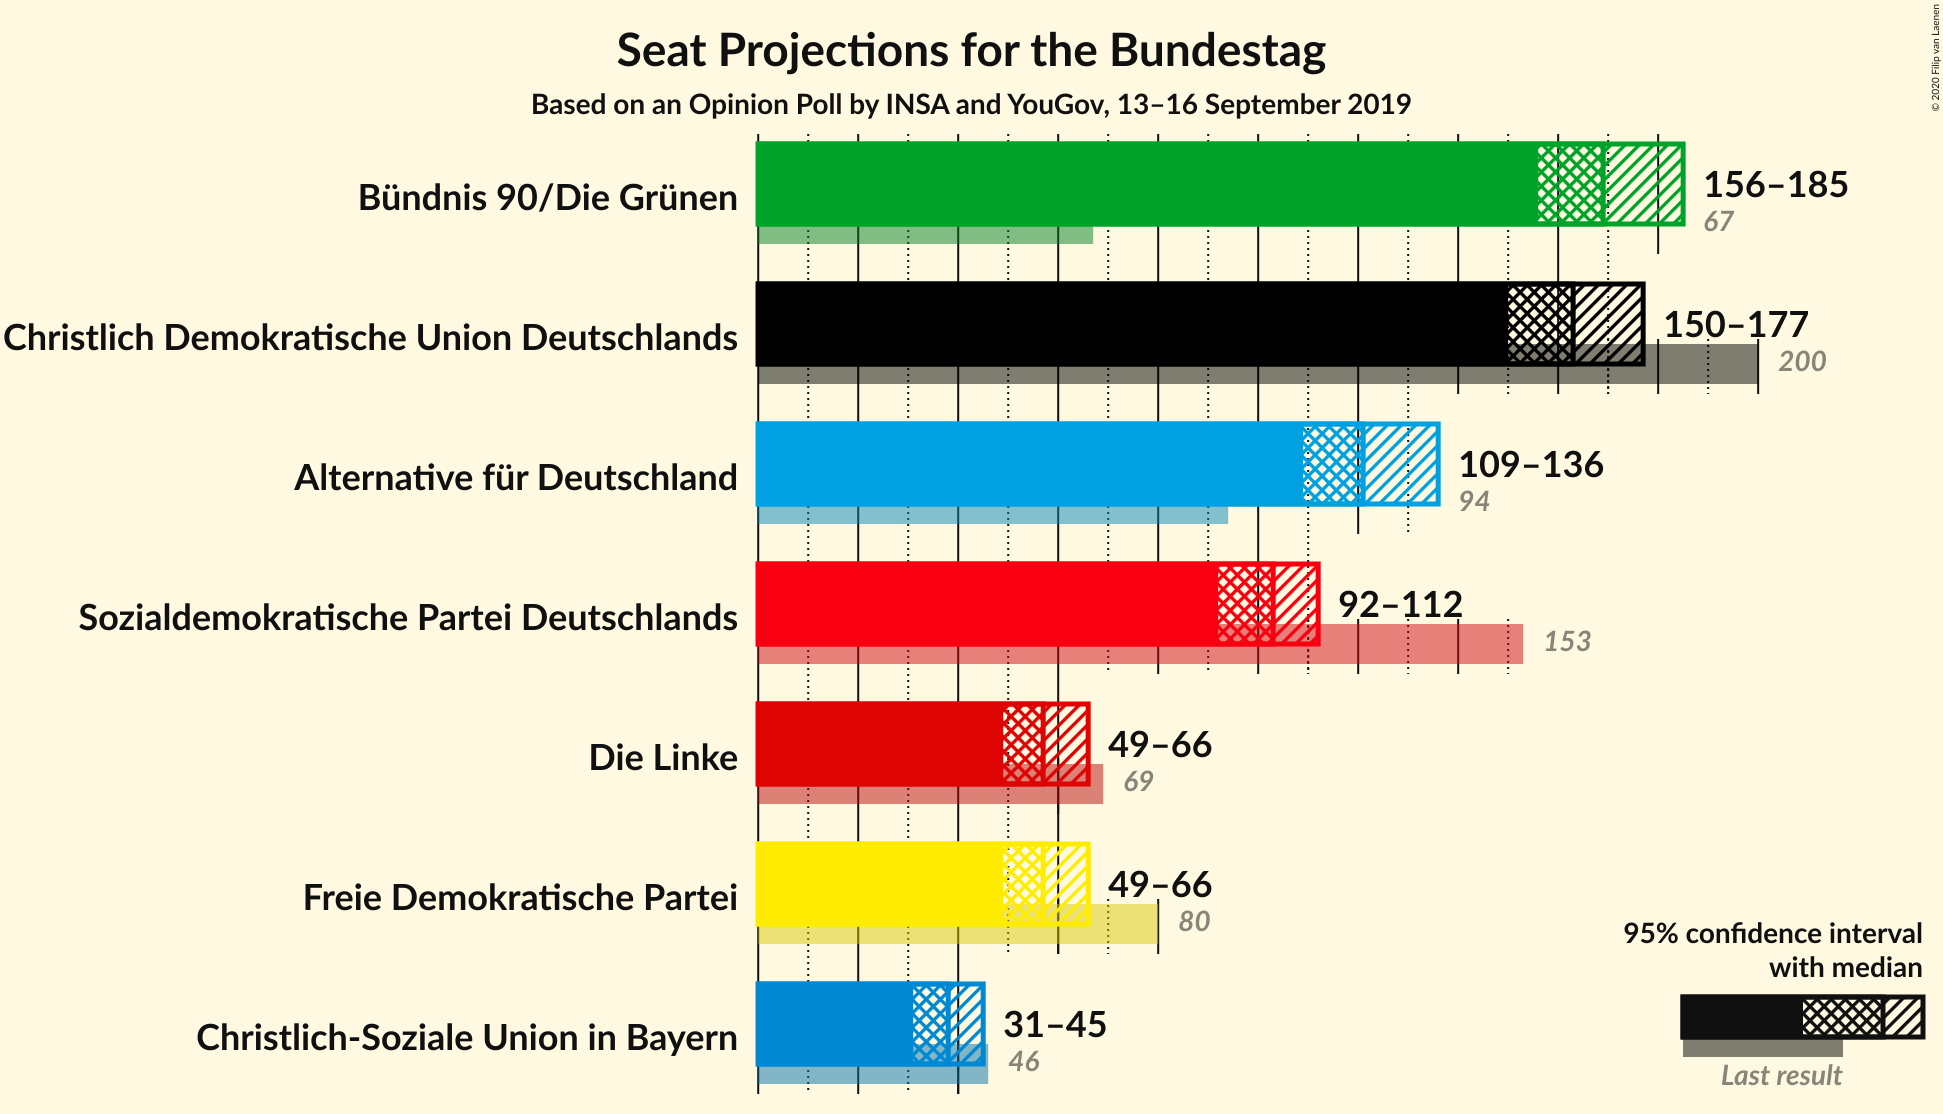 Seat Projections for the Bundestag
Based on an Opinion Poll by INSA and YouGov, 13–16 September 2019
© 2020 Filip van Laenen
Bündnis 90/Die Grünen
156–185
67
Christlich Demokratische Union Deutschlands
150–177
200
Alternative für Deutschland
109–136
94
Sozialdemokratische Partei Deutschlands
92–112
153
Die Linke
49–66
69
Freie Demokratische Partei
49–66
80
Christlich-Soziale Union in Bayern
31–45
46
95% confidence interval
with median
Last result